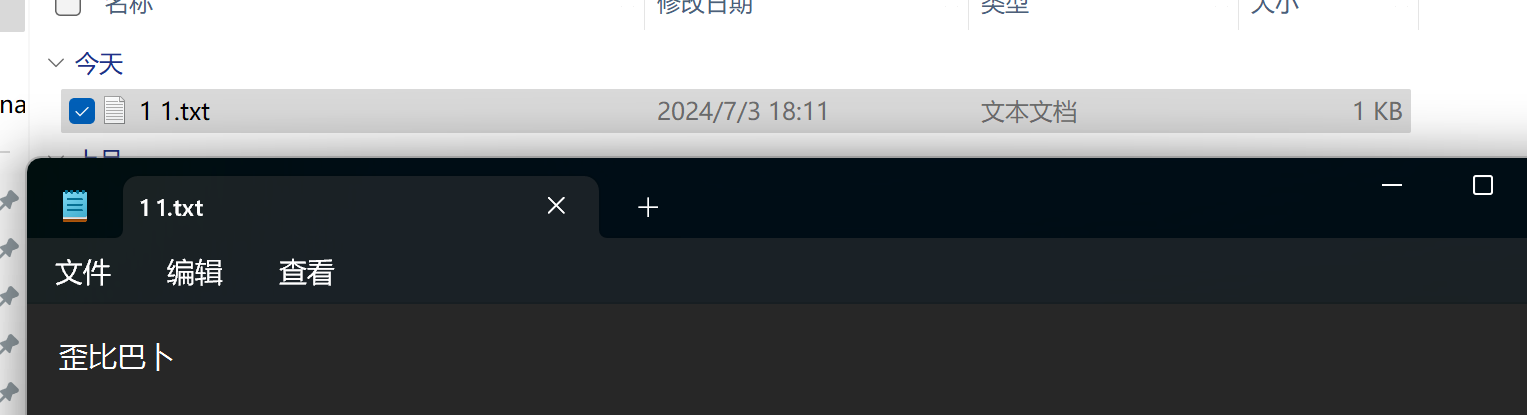 名称 修改日期 类型 大小
今天
na
1 1.txt 2024/7/3 18:11 文本文档 1 KB
上月
1 1.txt
文件 编辑 查看
歪比巴卜